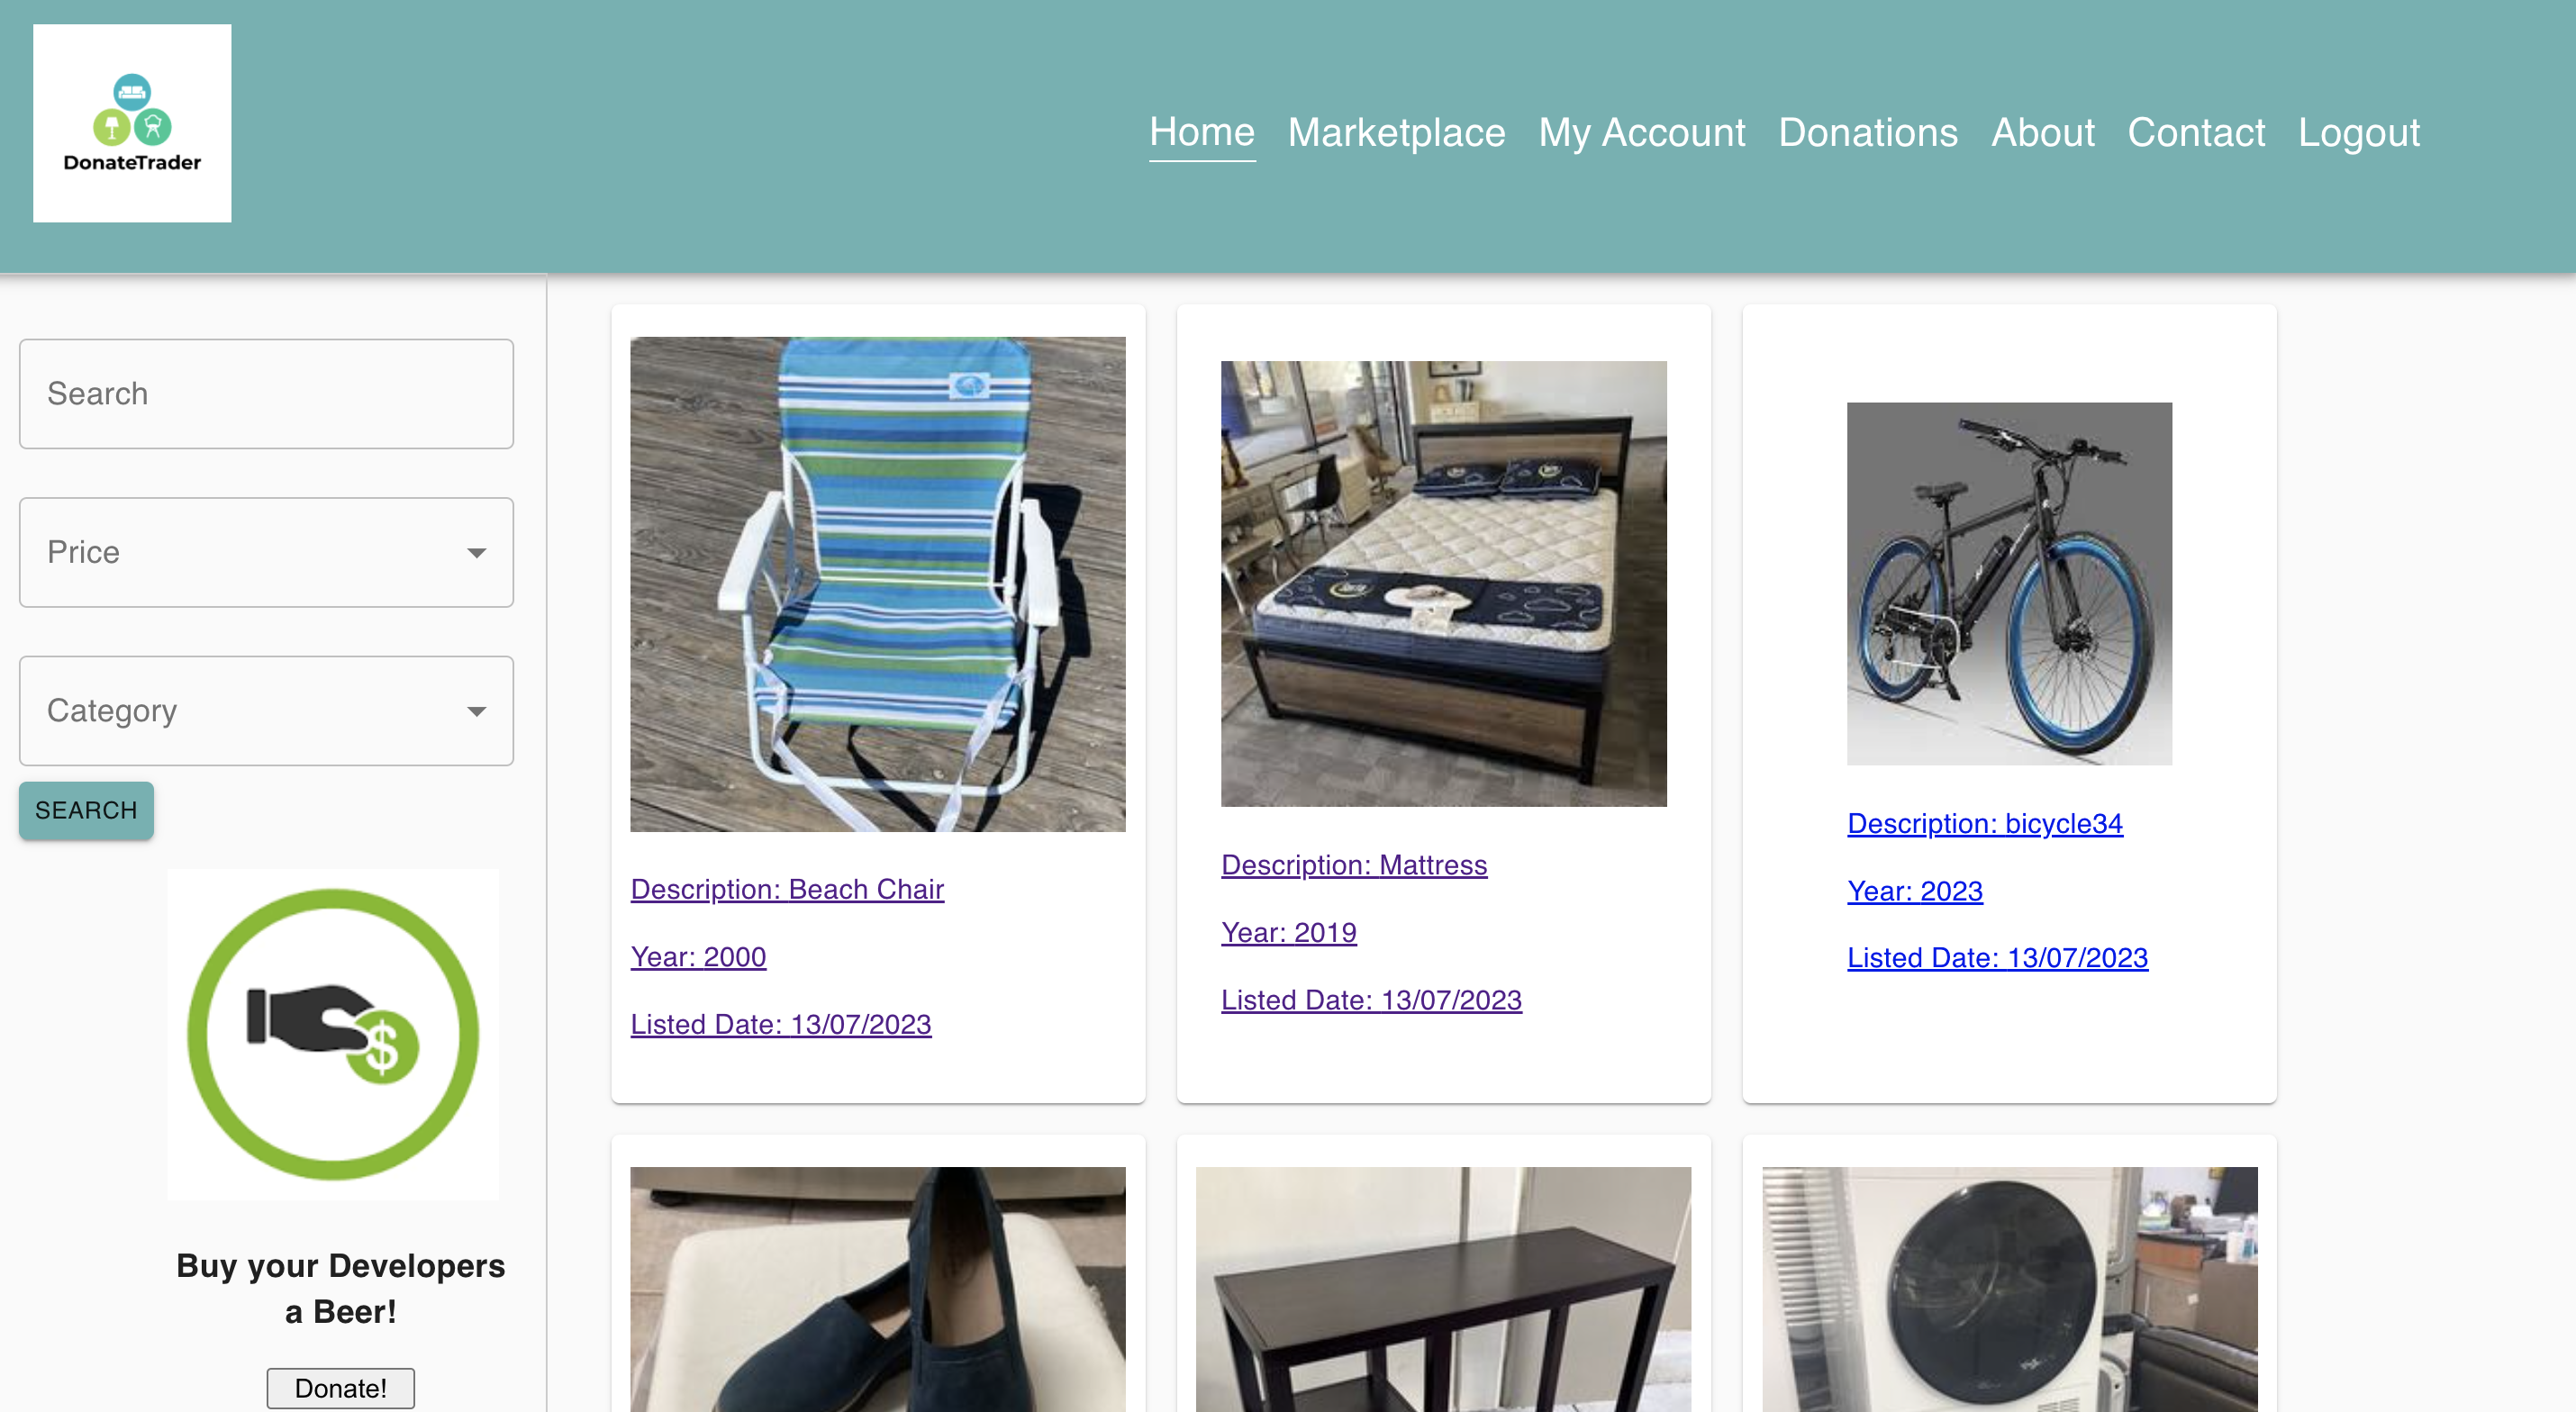 DonateTrader
Home Marketplace My Account Donations About Contact Logout
Search
Price
Category
SEARCH
$
Buy your Developers
a Beer!
Donate!
Description: Beach Chair
Year: 2000
Listed Date: 13/07/2023
Description: Mattress
Year: 2019
Listed Date: 13/07/2023
Description: bicycle34
Year: 2023
Listed Date: 13/07/2023